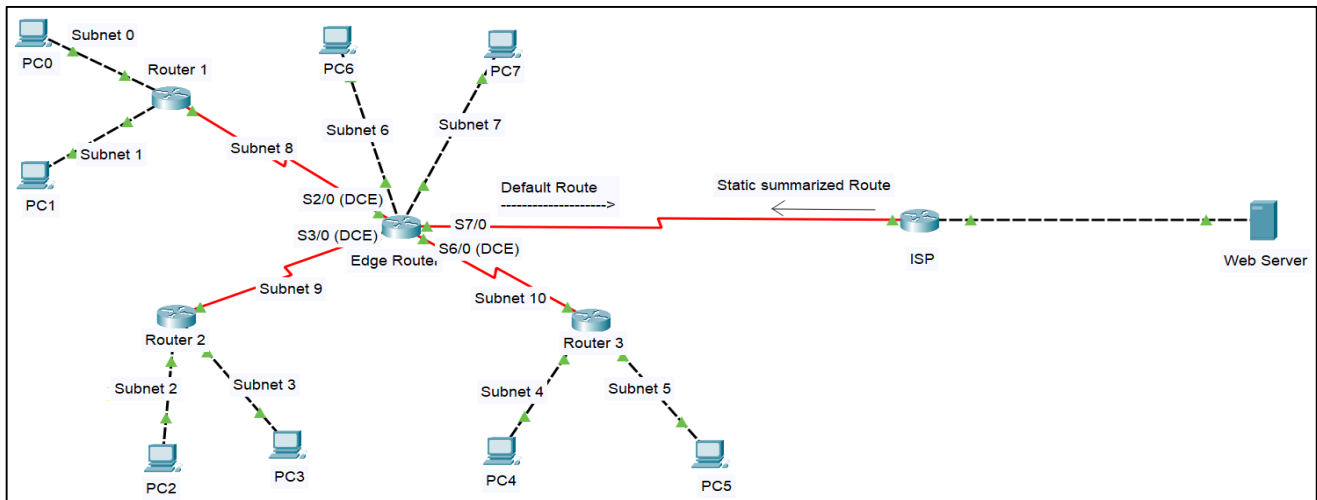 Subnet 0
PC0
Router 1
Subnet 1
PC1
Subnet 8
PC6
PC7
Subnet 6
Subnet 7
S2/0 (DCE)
Default Route
-------------------->
Static summarized Route
S7/0
S3/0 (DCE)
S6/0 (DCE)
Edge Router
ISP
Web Server
Subnet 9
Subnet 10
Router 2
Router 3
Subnet 2
Subnet 3
Subnet 4
Subnet 5
PC2
PC3
PC4
PC5